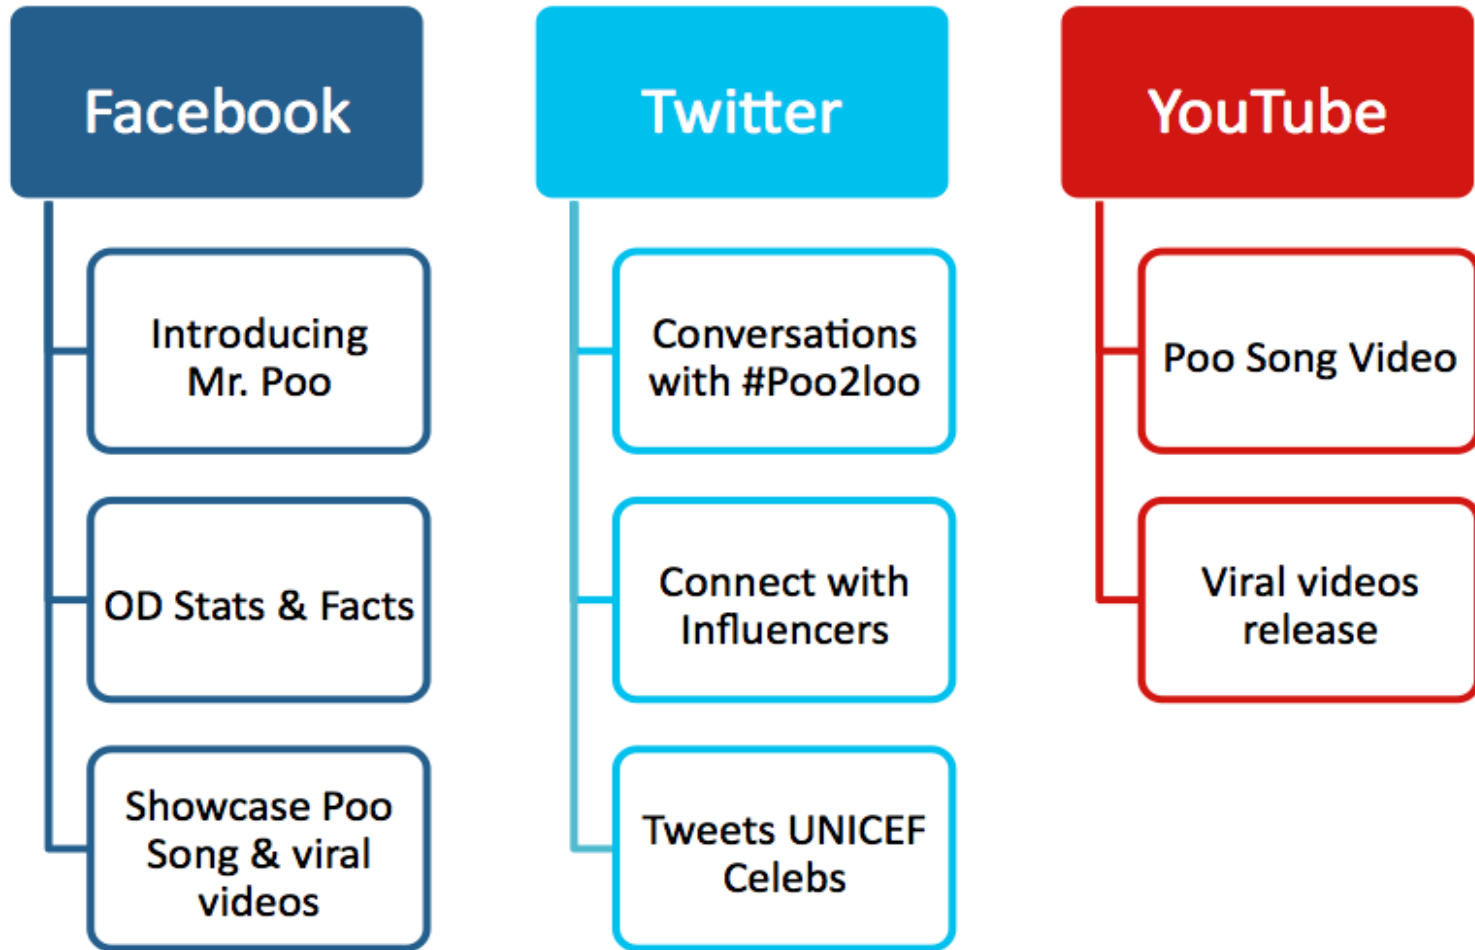 Facebook
Introducing
Mr. Poo
OD Stats & Facts
Showcase Poo
Song & viral
videos
Twitter
Conversations
with #Poo2loo
Connect with
Influencers
Tweets UNICEF
Celebs
YouTube
Poo Song Video
Viral videos
release